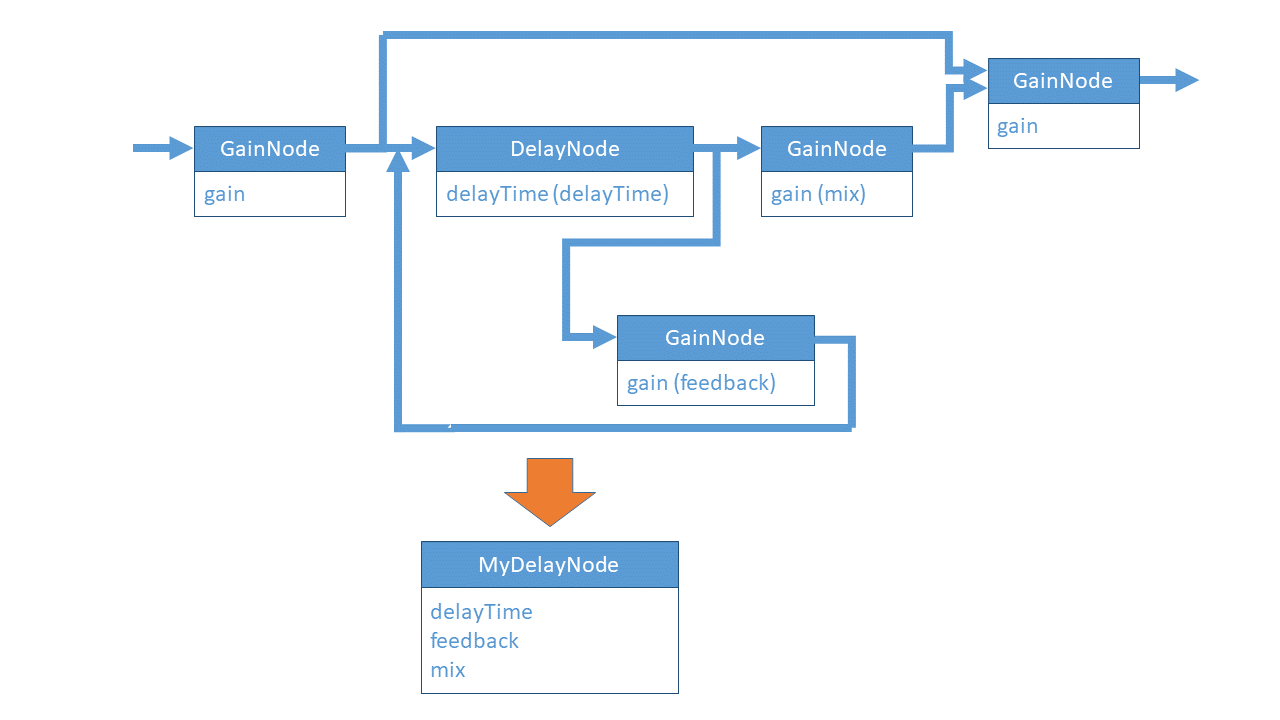 GainNode
gain
GainNode
gain
DelayNode
delayTime (delayTime)
GainNode
gain (mix)
GainNode
gain (feedback)
MyDelayNode
delayTime
feedback
mix